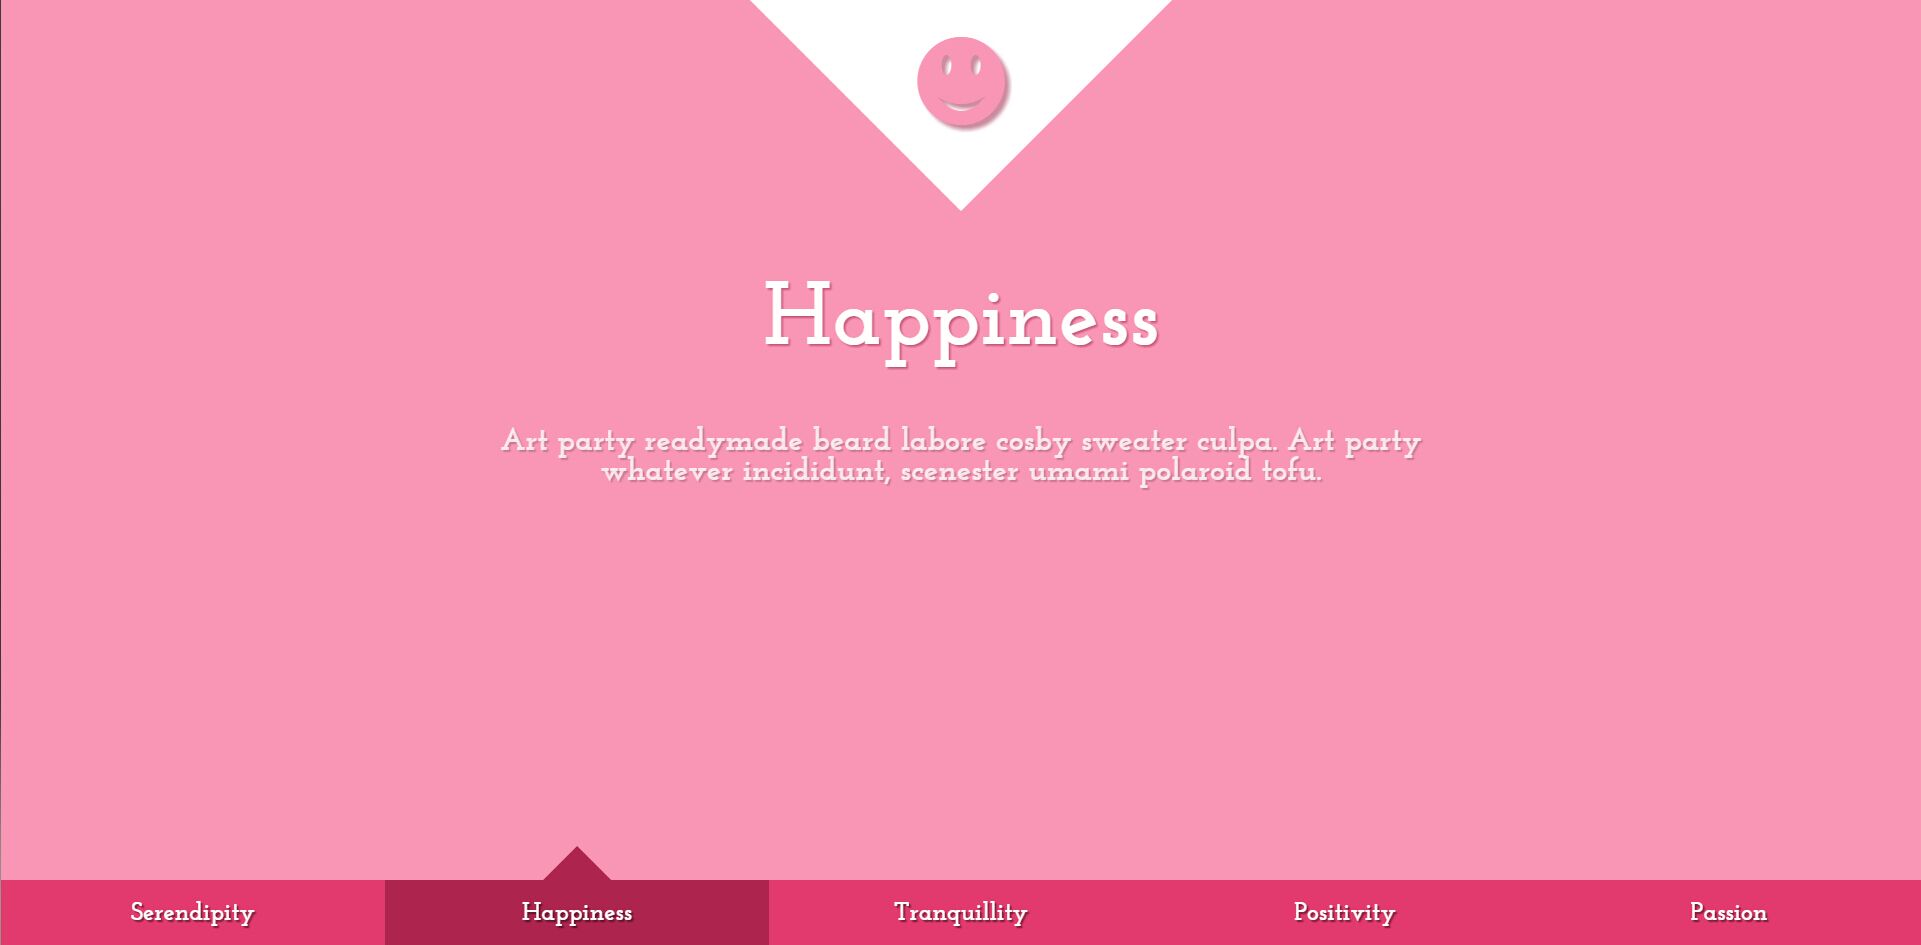 Happiness
Art party readymade beard labore cosby sweater culpa. Art party
whatever incididunt, scenester umami polaroid tofu.
Serendipity
Happiness
Tranquillity
Positivity
Passion